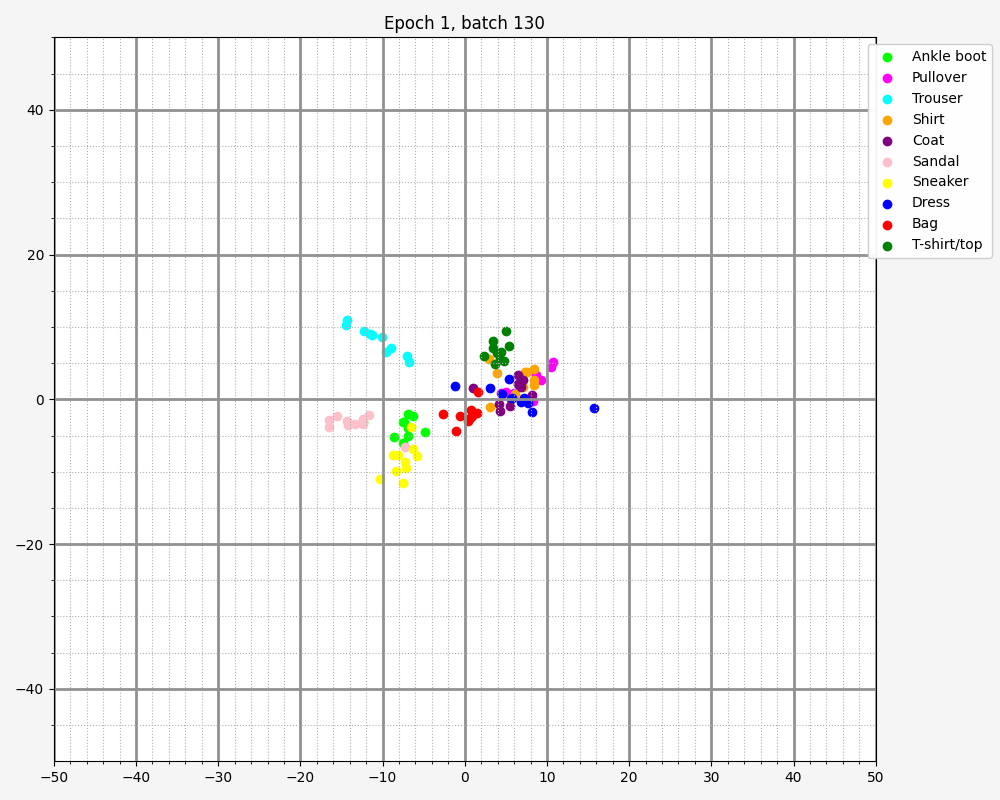 Epoch 1, batch 130
Ankle boot
Pullover
Trouser
Shirt
Coat
Sandal
Sneaker
Dress
Bag
T-shirt/top
40
20
0
−20
−40
−50 −40 −30 −20 −10 0 10 20 30 40 50